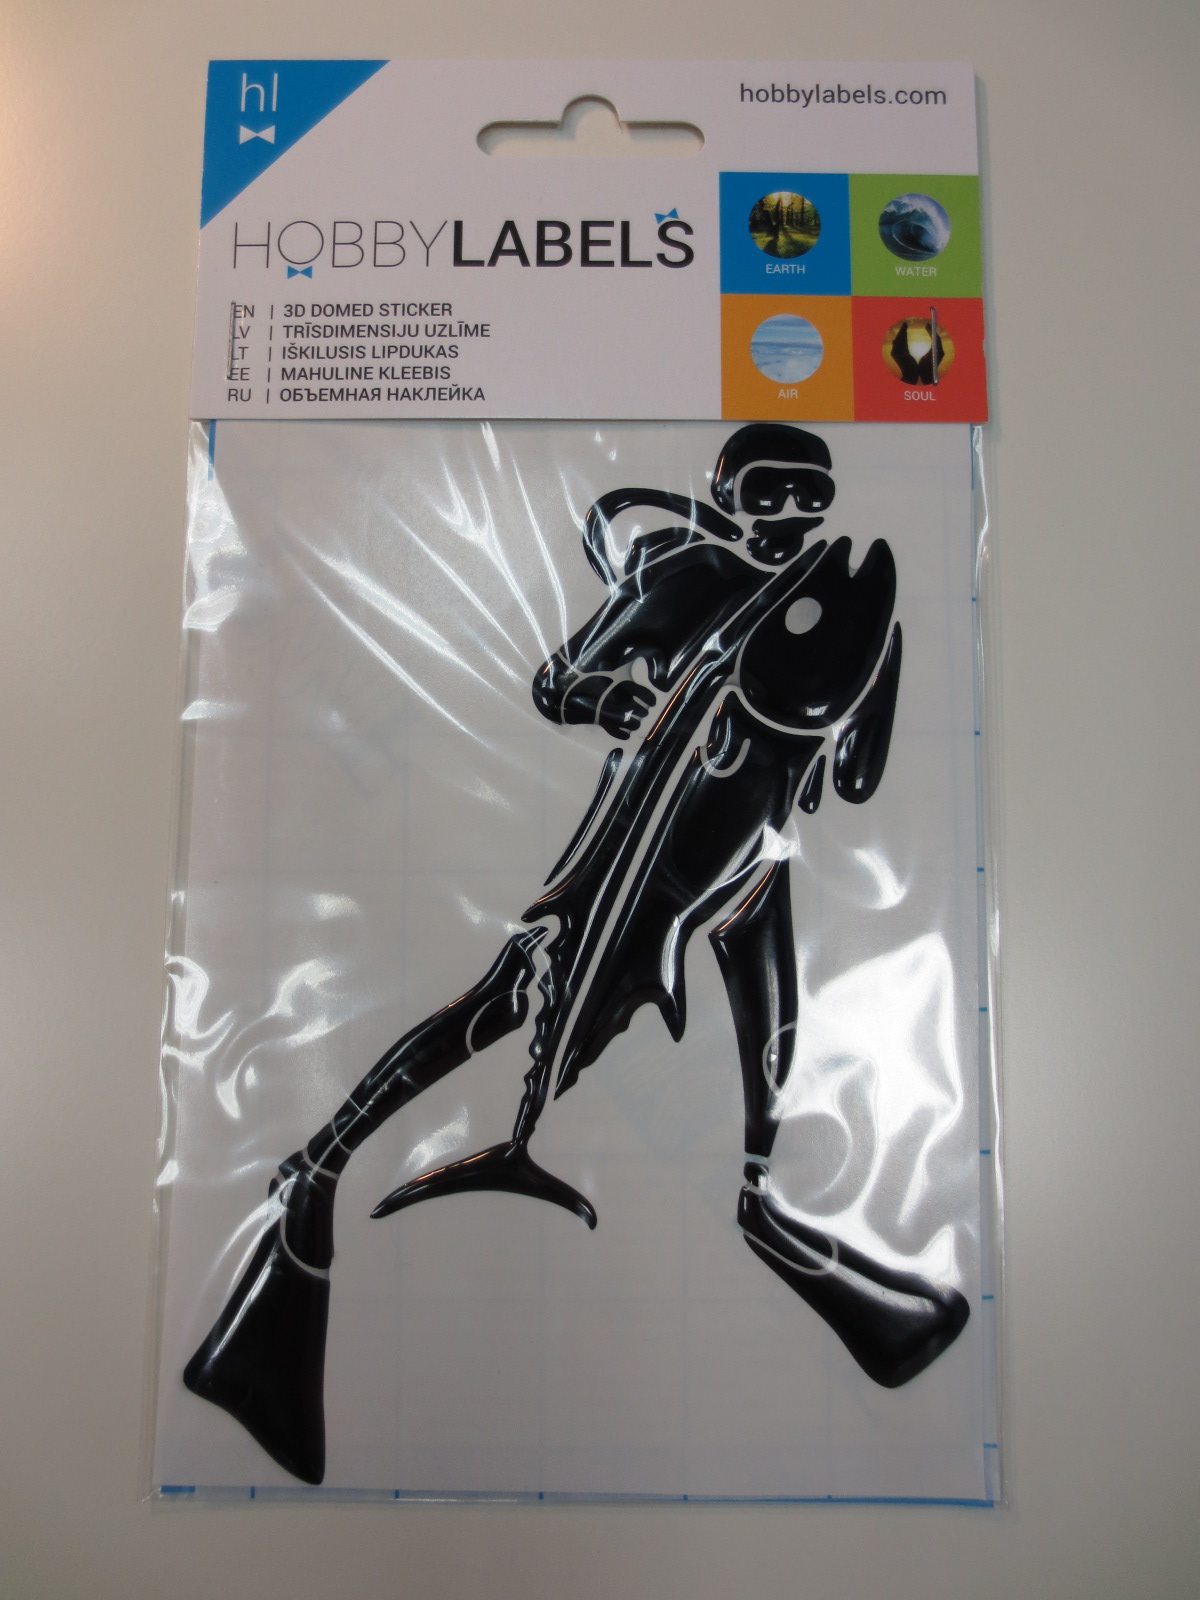 hl
hobbylabels.com
HOBBYLABELS
EARTH
WATER
AIR
SOUL
EN | 3D DOMED STICKER
LV | TRĪSDIMENSIJU UZLĪME
LT | IŠKILUSIS LIPDUKAS
EE | MAHULINE KLEEBIS
RU | ОБЪЕМНАЯ НАКЛЕЙКА